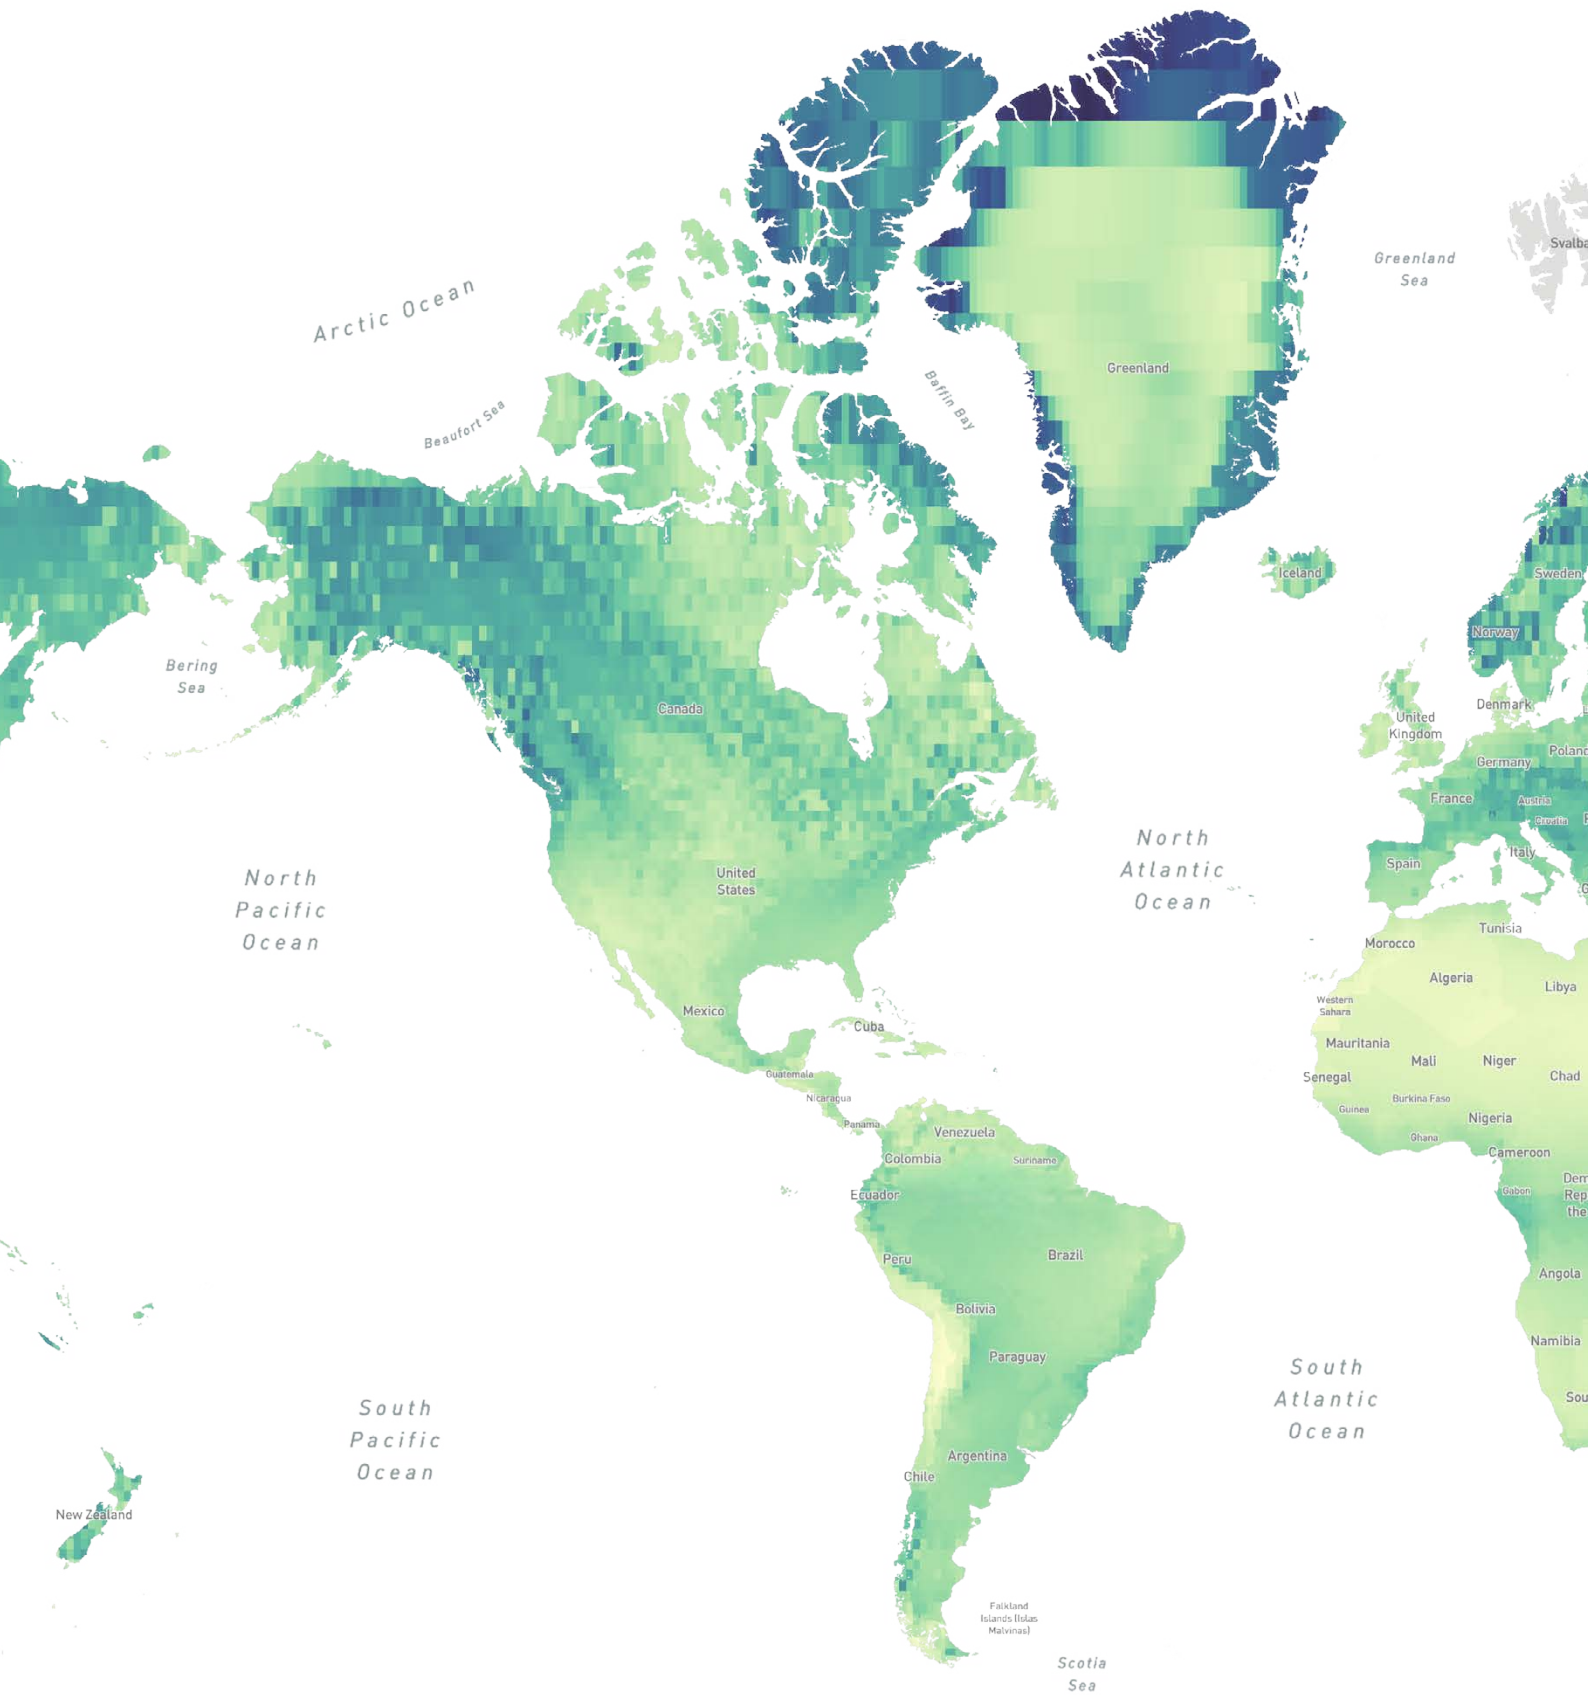 Svalba
Greenland
Sea
Arctic Ocean
Greenland
Baffin Bay
Beaufort Sea
Iceland
Sweden
Norway
Bering
Sea
Canada
Denmark
United
Kingdom
Poland
Germany
France
Austria
Croatia
North
Atlantic
Ocean
Italy
Spain
United
States
North
Pacific
Ocean
Tunisia
Morocco
Algeria
Libya
Western
Sahara
Mexico
Cuba
Mauritania
Mali
Niger
Chad
Senegal
Guatemala
Nicaragua
Burkina Faso
Guinea
Nigeria
Panama
Venezuela
Ghana
Cameroon
Colombia
Suriname
Dem
Rep
the
Gabon
Ecuador
Brazil
Peru
Angola
Bolivia
Namibia
Paraguay
South
Atlantic
Ocean
Sou
South
Pacific
Ocean
Argentina
Chile
New Zealand
Falkland
Islands (Islas
Malvinas)
Scotia
Sea